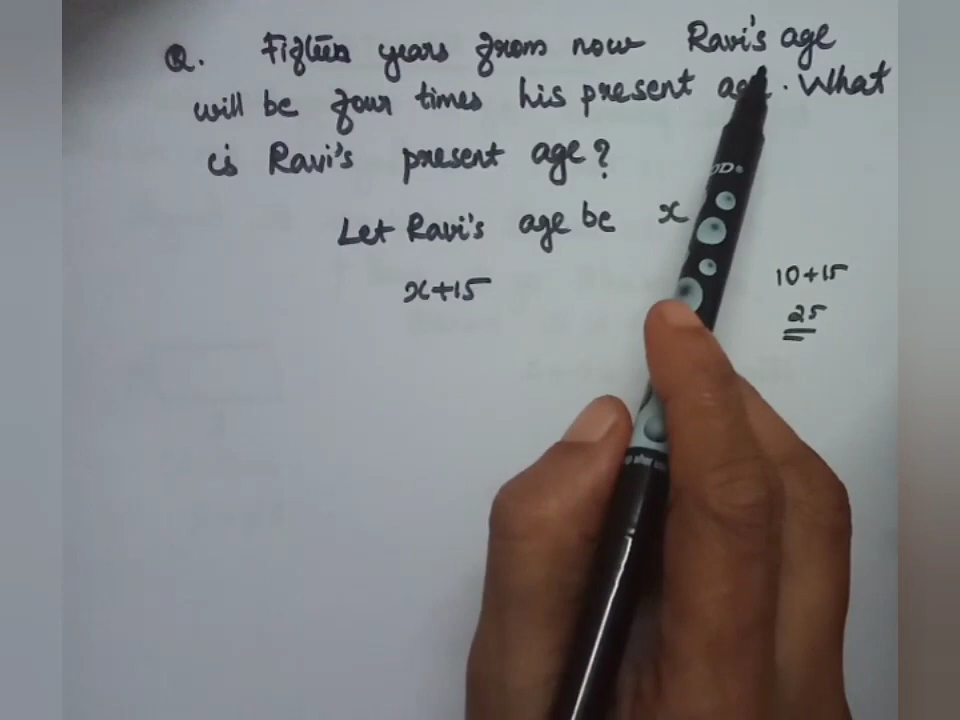 Q. Fifteen years from now Ravi's age
will be four times his present . What
is Ravi's present age?
Let Ravi's age be x
x+15
10+15
25